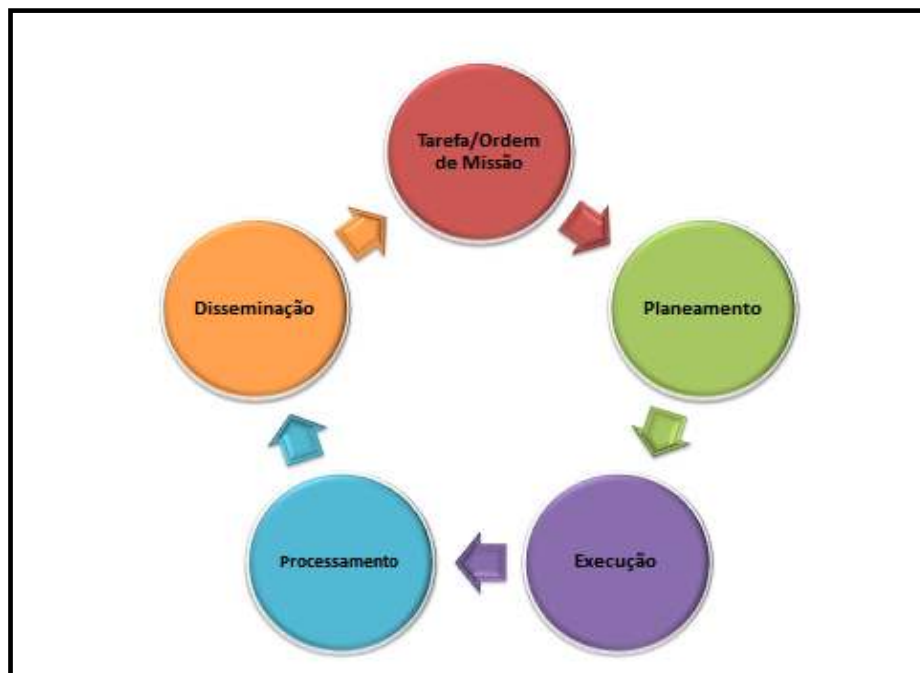 Tarefa/Ordem
de Missão
Planeamento
Execução
Processamento
Disseminação